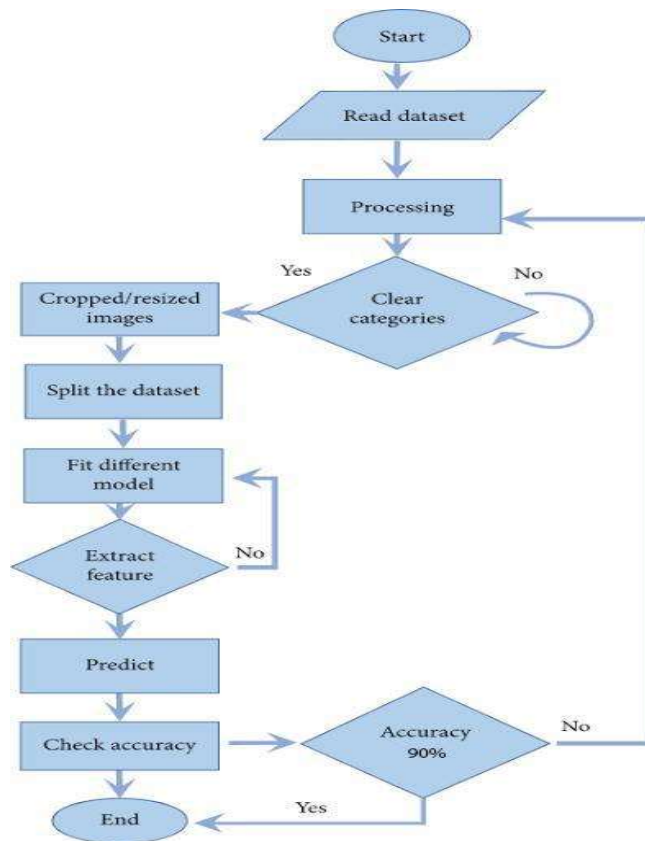 Start
Read dataset
Processing
Yes
No
Clear
categories
Cropped/resized
images
Split the dataset
Fit different
model
Extract
feature
No
Predict
Check accuracy
Accuracy
90%
No
Yes
End